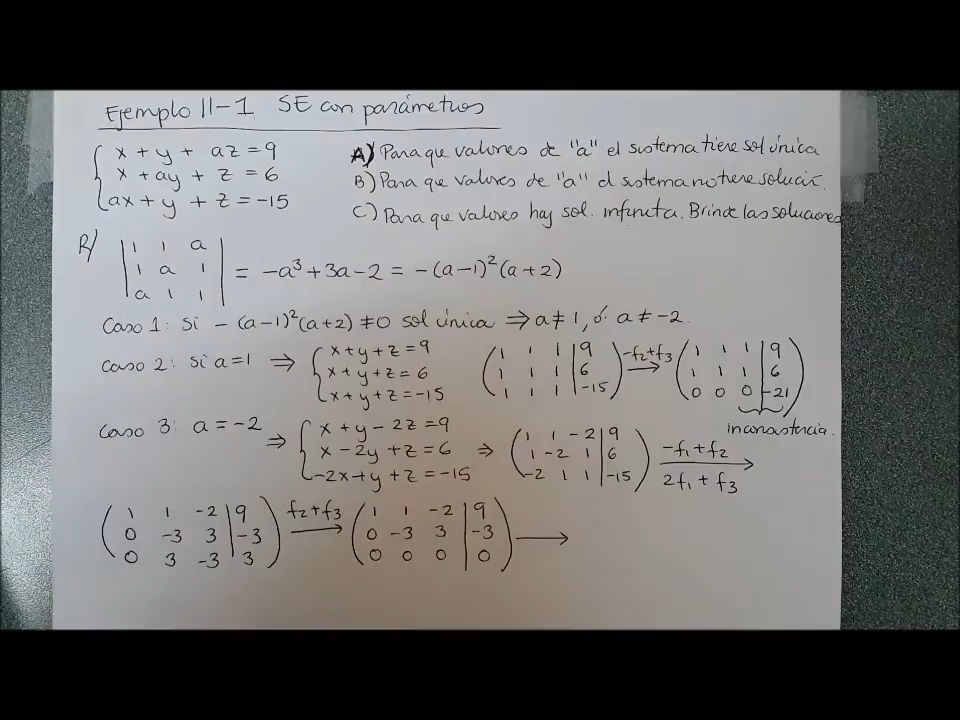 Ejemplo 11-1 SE con parámetros
x + y + az = 9
x + ay + z = 6
ax + y + z = -15
A) Para que valores de "a" el sistema tiene sol única
B) Para que valores de "a" el sistema no tiene solució.
C) Para que valores hay sol. infinita. Brinde las soluciones
R/ | 1 1 a |
| 1 a 1 | = -a³ + 3a - 2 = -(a-1)²(a+2)
| a 1 1 |
Caso 1: Si -(a-1)²(a+2) ≠ 0 sol única ⇒ a ≠ 1, ó a ≠ -2.
Caso 2: si a = 1 ⇒ { x + y + z = 9
x + y + z = 6
x + y + z = -15
( 1 1 1 | 9
1 1 1 | 6
1 1 1 | -15 )
-f2+f3 →
( 1 1 1 | 9
1 1 1 | 6
0 0 0 | -21 )
inconsistencia.
Caso 3: a = -2 ⇒ { x + y - 2z = 9
x - 2y + z = 6
-2x + y + z = -15
⇒ ( 1 1 -2 | 9
1 -2 1 | 6
-2 1 1 | -15 )
-f1 + f2
2f1 + f3 →
( 1 1 -2 | 9
0 -3 3 | -3
0 3 -3 | 3 )
f2+f3 →
( 1 1 -2 | 9
0 -3 3 | -3
0 0 0 | 0 ) →